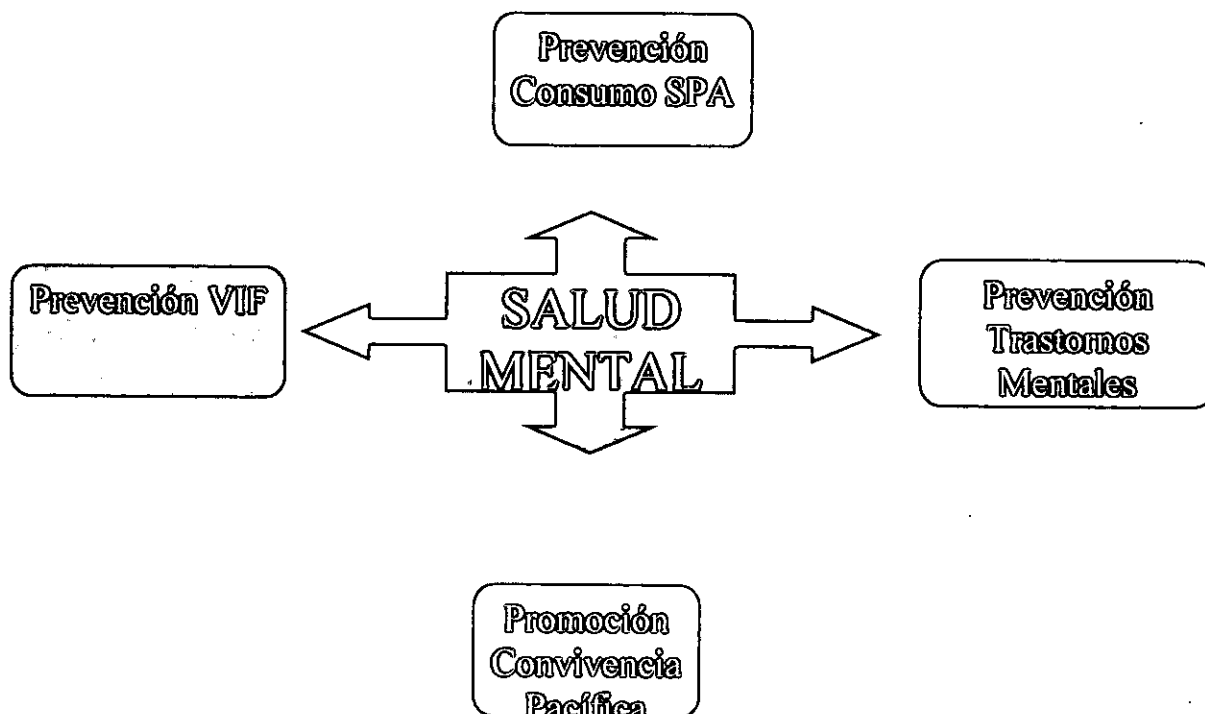 Prevención
Consumo SPA
Prevención VIF
SALUD
MENTAL
Prevención
Trastornos
Mentales
Promoción
Convivencia
Pacífica